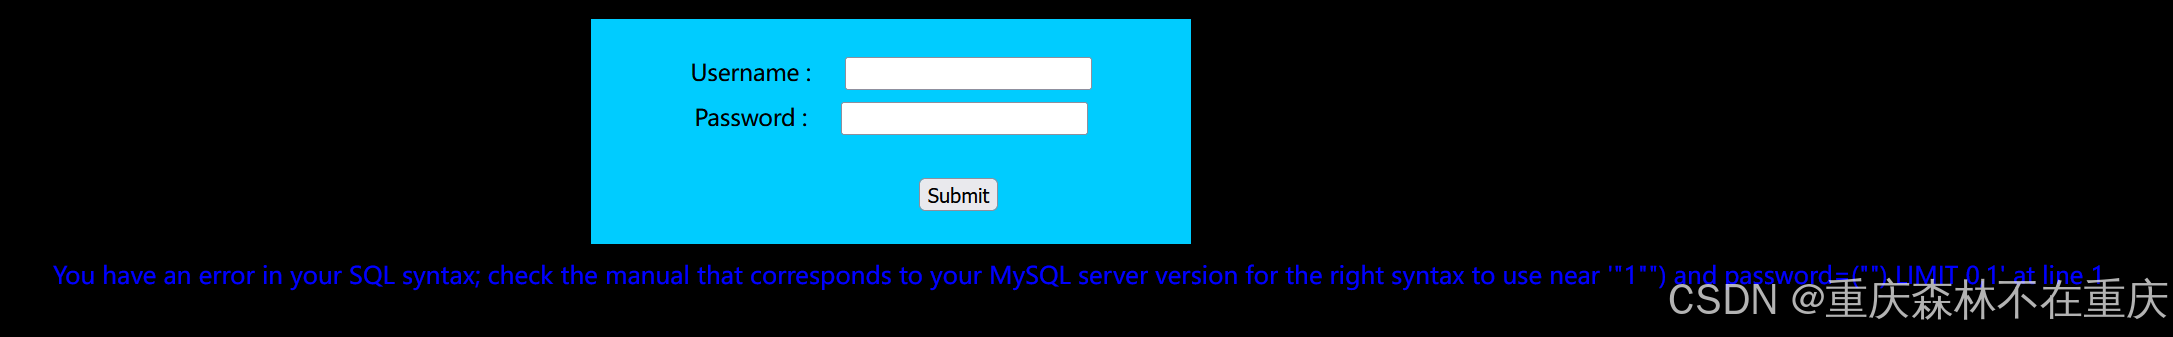 Username :
Password :
Submit
You have an error in your SQL syntax; check the manual that corresponds to your MySQL server version for the right syntax to use near '"1"") and password=("") LIMIT 0,1' at line 1
CSDN @重庆森林不在重庆